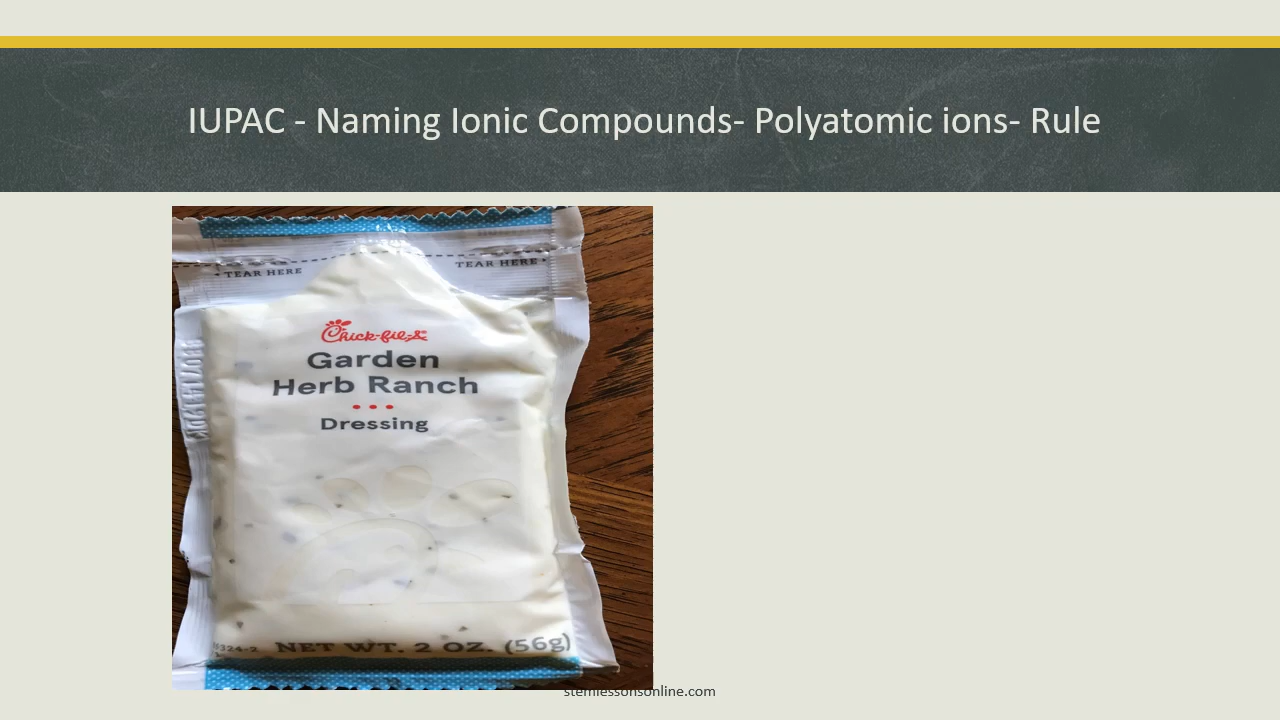 IUPAC - Naming Ionic Compounds- Polyatomic ions- Rule
TEAR HERE
TEAR HERE
Chick-fil-A
Garden
Herb Ranch
Dressing
NET WT. 2 OZ. (56g)
stemlessonsonline.com